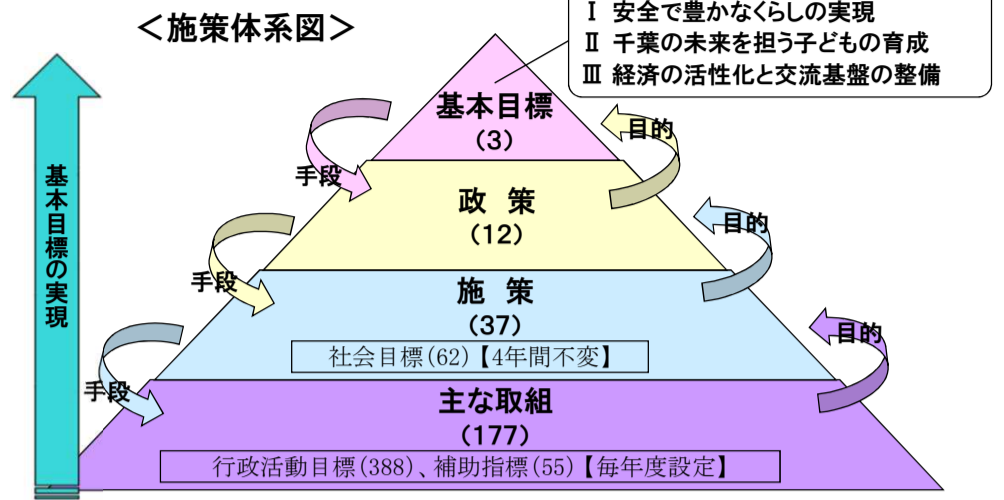 ＜施策体系図＞
Ⅰ 安全で豊かなくらしの実現
Ⅱ 千葉の未来を担う子どもの育成
Ⅲ 経済の活性化と交流基盤の整備
基本目標の実現
基本目標
(3)
手段
目的
政 策
(12)
手段
目的
施 策
(37)
社会目標(62)【4年間不変】
手段
目的
主な取組
(177)
行政活動目標(388)、補助指標(55)【毎年度設定】